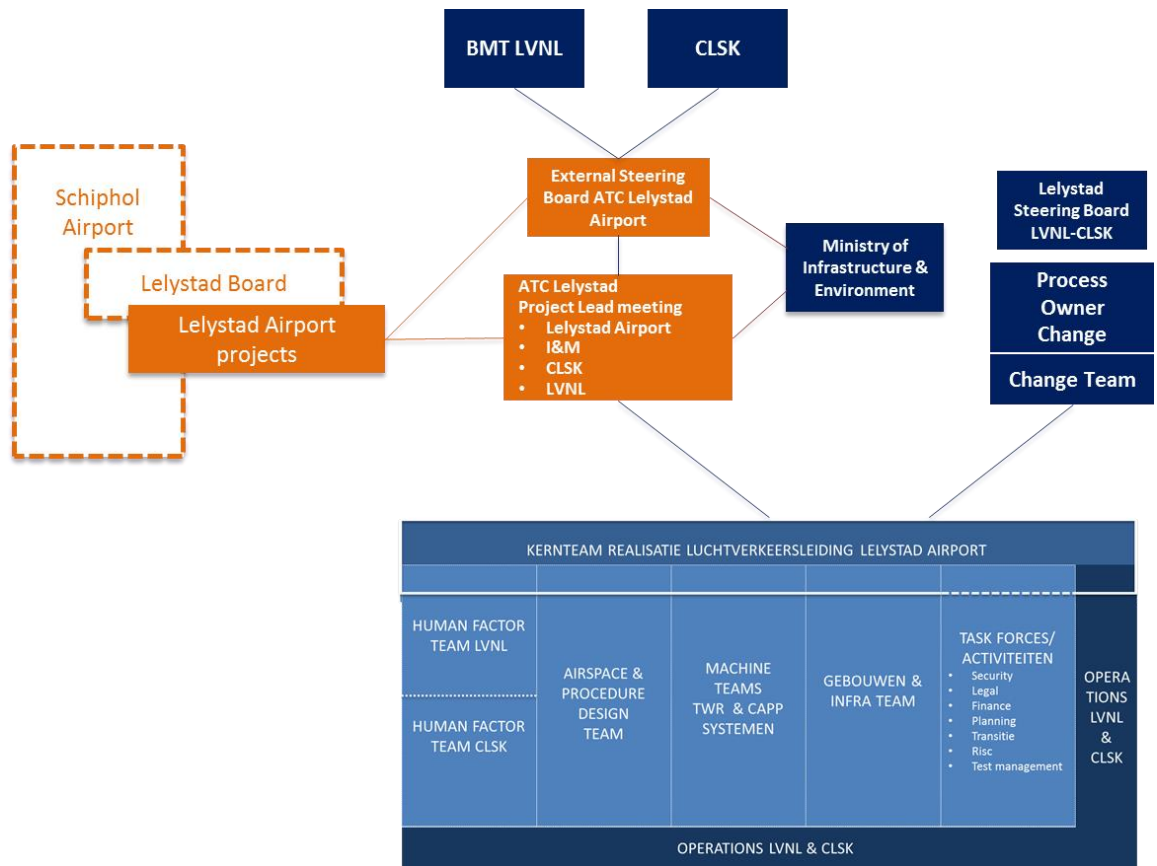 BMT LVNL
CLSK
Schiphol
Airport
Lelystad Board
Lelystad Airport
projects
External Steering
Board ATC Lelystad
Airport
ATC Lelystad
Project Lead meeting
• Lelystad Airport
• I&M
• CLSK
• LVNL
Ministry of
Infrastructure &
Environment
Lelystad
Steering Board
LVNL-CLSK
Process
Owner
Change
Change Team
KERNTEAM REALISATIE LUCHTVERKEERSLEIDING LELYSTAD AIRPORT
HUMAN FACTOR
TEAM LVNL
HUMAN FACTOR
TEAM CLSK
AIRSPACE &
PROCEDURE
DESIGN
TEAM
MACHINE
TEAMS
TWR & CAPP
SYSTEMEN
GEBOUWEN &
INFRA TEAM
TASK FORCES/
ACTIVITEITEN
• Security
• Legal
• Finance
• Planning
• Transitie
• Risc
• Test management
OPERA
TIONS
LVNL
&
CLSK
OPERATIONS LVNL & CLSK